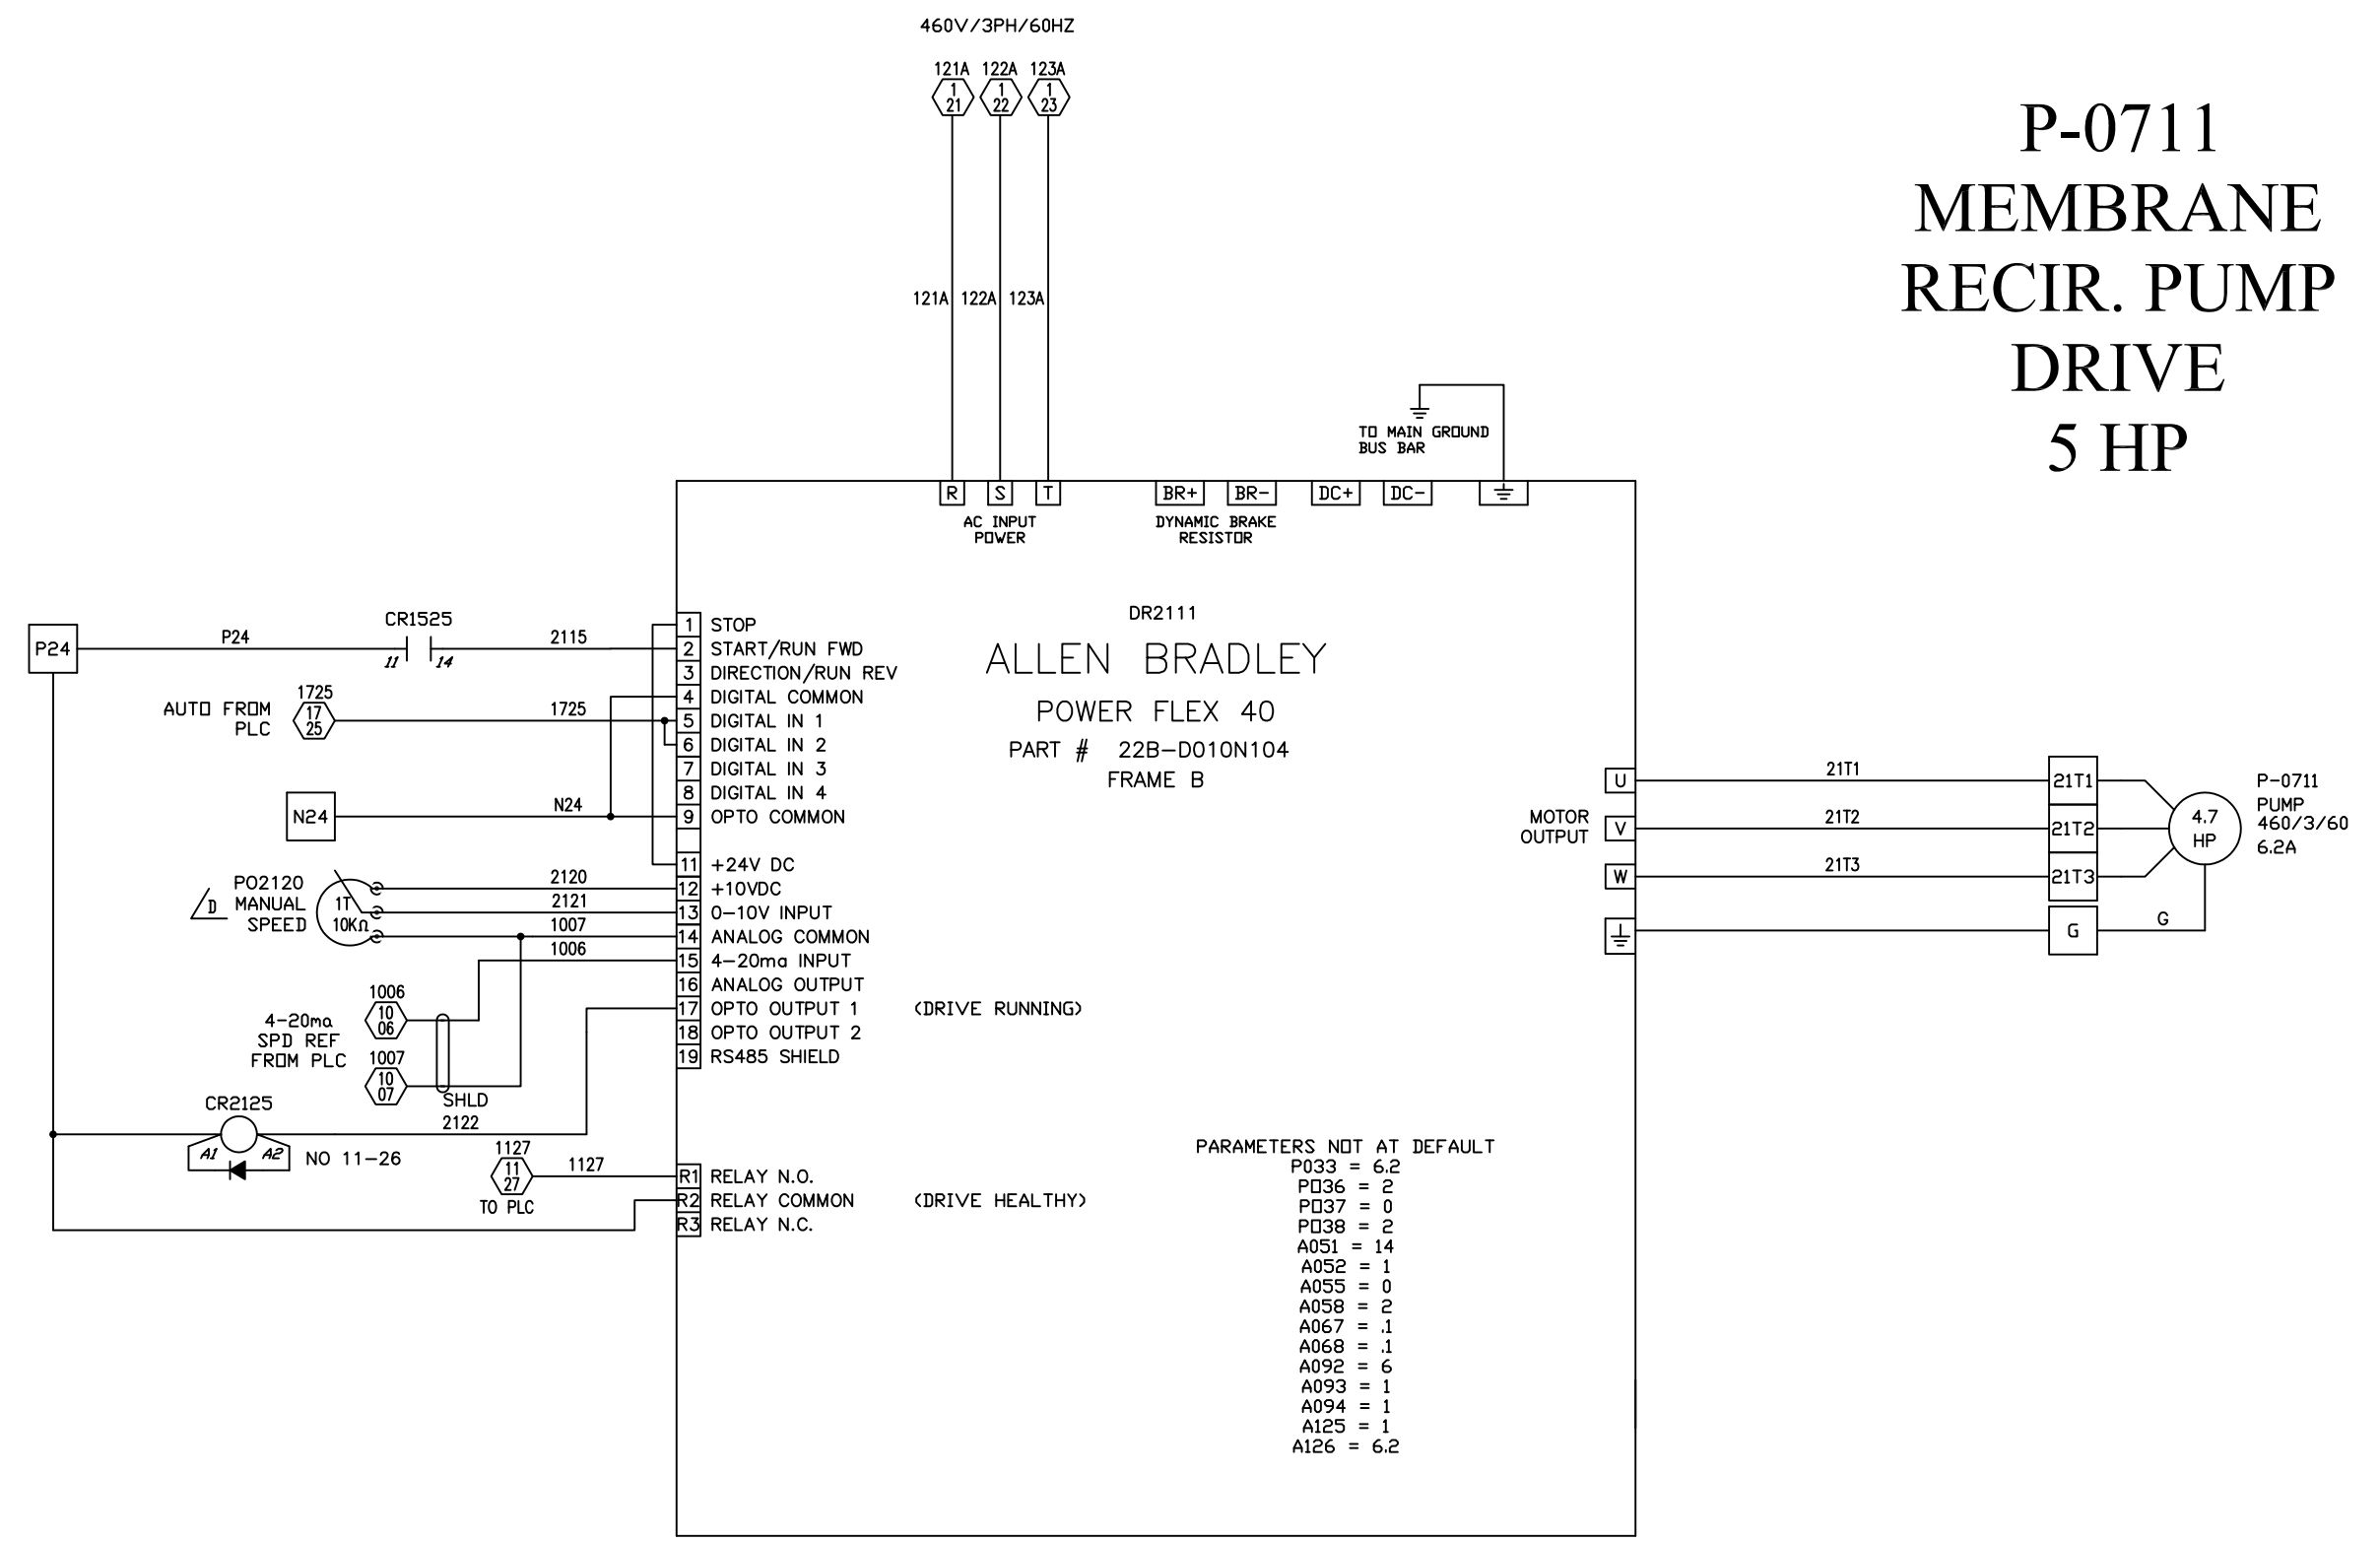 460V/3PH/60HZ
121A 122A 123A
1 1 1
21 22 23
P-0711
MEMBRANE
RECIR. PUMP
DRIVE
5 HP
121A 122A 123A
TO MAIN GROUND
BUS BAR
R S T BR+ BR- DC+ DC-
AC INPUT
POWER
DYNAMIC BRAKE
RESISTOR
DR2111
ALLEN BRADLEY
POWER FLEX 40
PART # 22B-D010N104
FRAME B
P24
P24
CR1525
11 14
2115
AUTO FROM
PLC
1725
17
25
1725
N24
N24
PO2120
MANUAL
SPEED
D
1T
10KΩ
2120
2121
1007
1006
4-20ma
SPD REF
FROM PLC
1006
10
06
1007
10
07
SHLD
CR2125
A1 A2
NO 11-26
2122
1127
11
27
TO PLC
1127
1 STOP
2 START/RUN FWD
3 DIRECTION/RUN REV
4 DIGITAL COMMON
5 DIGITAL IN 1
6 DIGITAL IN 2
7 DIGITAL IN 3
8 DIGITAL IN 4
9 OPTO COMMON
11 +24V DC
12 +10VDC
13 0-10V INPUT
14 ANALOG COMMON
15 4-20ma INPUT
16 ANALOG OUTPUT
17 OPTO OUTPUT 1 (DRIVE RUNNING)
18 OPTO OUTPUT 2
19 RS485 SHIELD
R1 RELAY N.O.
R2 RELAY COMMON (DRIVE HEALTHY)
R3 RELAY N.C.
PARAMETERS NOT AT DEFAULT
P033 = 6.2
P036 = 2
P037 = 0
P038 = 2
A051 = 14
A052 = 1
A055 = 0
A058 = 2
A067 = .1
A068 = .1
A092 = 6
A093 = 1
A094 = 1
A125 = 1
A126 = 6.2
MOTOR
OUTPUT
U 21T1 21T1
V 21T2 21T2
W 21T3 21T3
G G
4.7
HP
P-0711
PUMP
460/3/60
6.2A